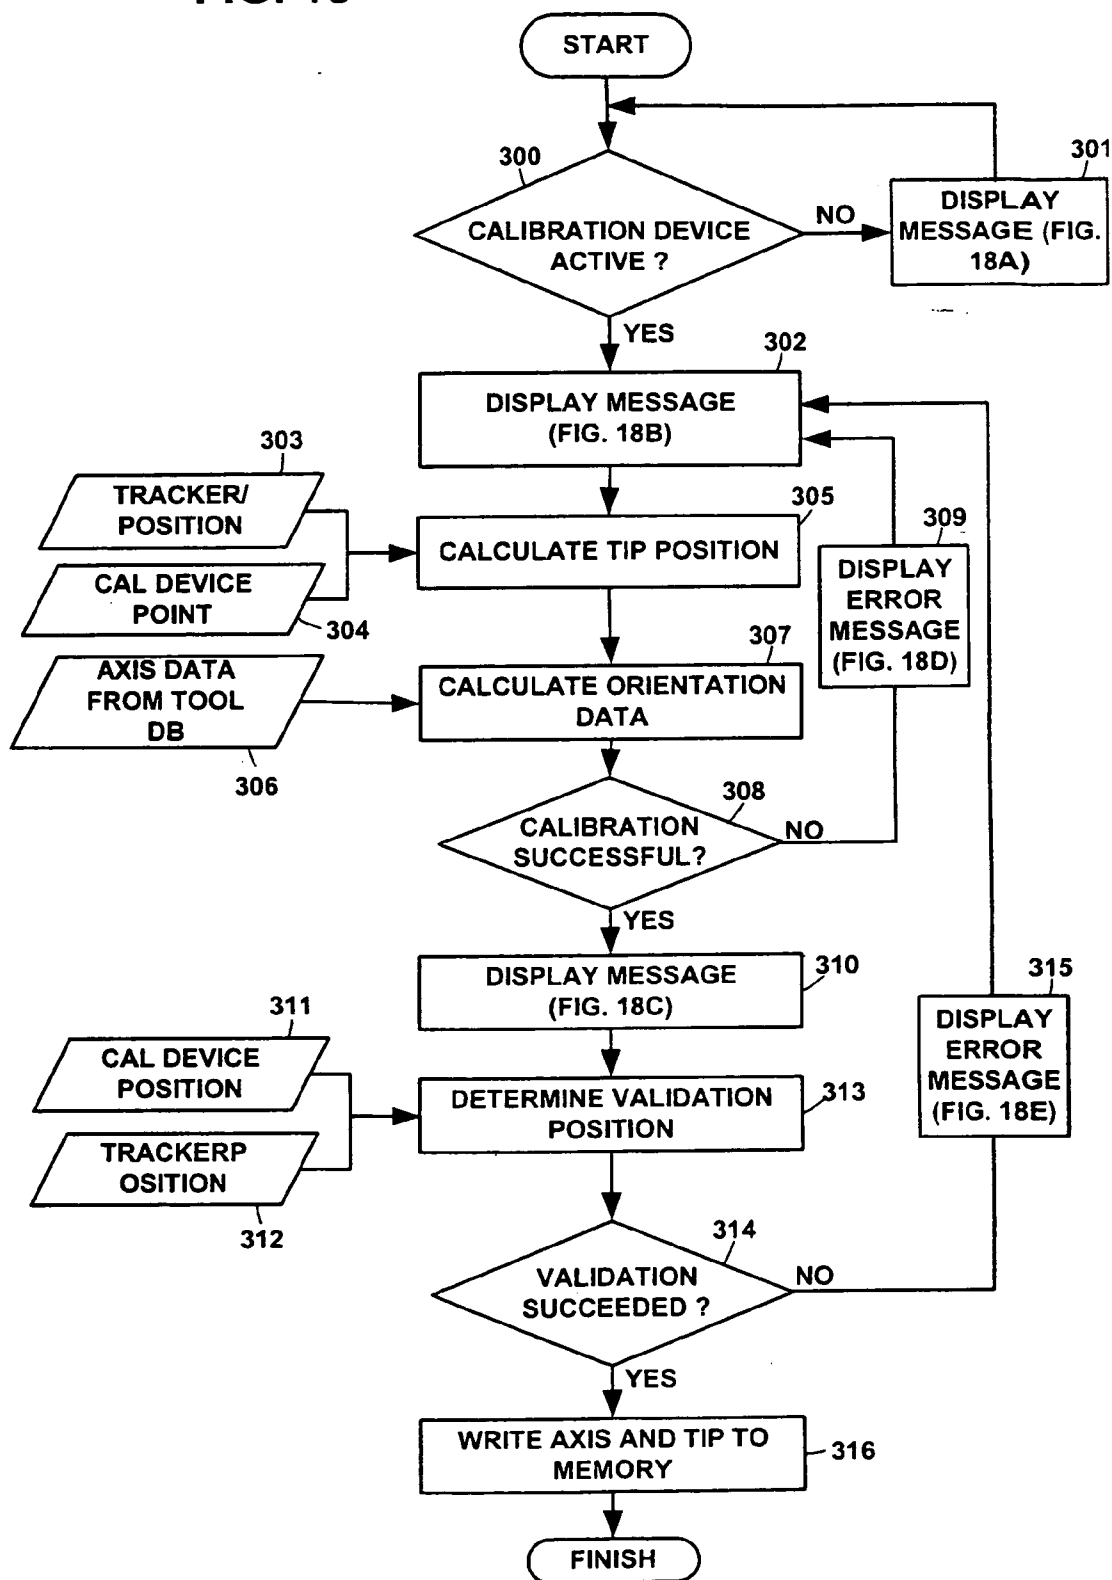 START
300
CALIBRATION DEVICE
ACTIVE ?
NO
301
DISPLAY
MESSAGE (FIG.
18A)
YES
302
DISPLAY MESSAGE
(FIG. 18B)
303
TRACKER/
POSITION
CAL DEVICE
POINT
304
305
CALCULATE TIP POSITION
309
DISPLAY
ERROR
MESSAGE
(FIG. 18D)
AXIS DATA
FROM TOOL
DB
306
307
CALCULATE ORIENTATION
DATA
308
CALIBRATION
SUCCESSFUL?
NO
YES
DISPLAY MESSAGE
(FIG. 18C)
310
315
DISPLAY
ERROR
MESSAGE
(FIG. 18E)
311
CAL DEVICE
POSITION
TRACKERP
OSITION
312
DETERMINE VALIDATION
POSITION
313
314
VALIDATION
SUCCEEDED ?
NO
YES
WRITE AXIS AND TIP TO
MEMORY
316
FINISH